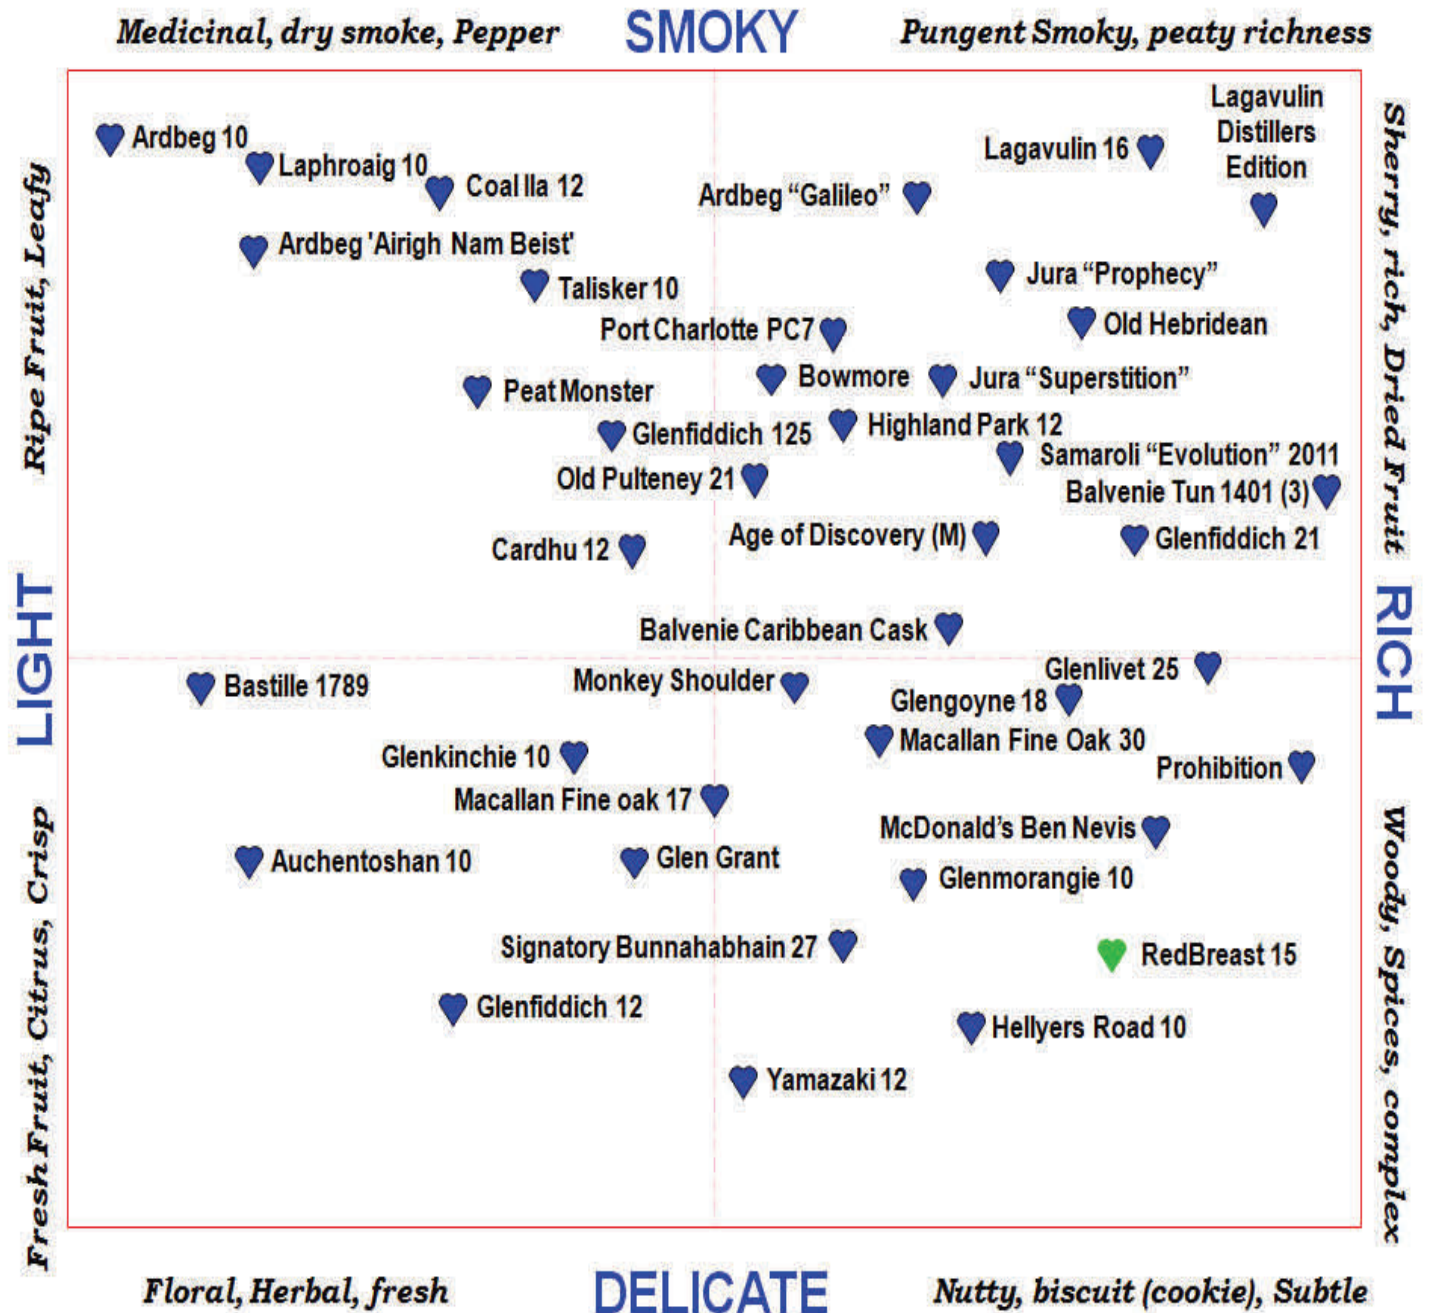 Medicinal, dry smoke, Pepper
SMOKY
Pungent Smoky, peaty richness
Ripe Fruit, Leafy
LIGHT
Fresh Fruit, Citrus, Crisp
Sherry, rich, Dried Fruit
RICH
Woody, Spices, complex
Lagavulin
Distillers
Edition
Ardbeg 10
Lagavulin 16
Laphroaig 10
Coal Ila 12
Ardbeg “Galileo”
Ardbeg 'Airigh Nam Beist'
Jura “Prophecy”
Talisker 10
Old Hebridean
Port Charlotte PC7
Bowmore
Jura “Superstition”
Peat Monster
Highland Park 12
Glenfiddich 125
Samaroli “Evolution” 2011
Old Pulteney 21
Balvenie Tun 1401 (3)
Age of Discovery (M)
Glenfiddich 21
Cardhu 12
Balvenie Caribbean Cask
Glenlivet 25
Monkey Shoulder
Bastille 1789
Glengoyne 18
Macallan Fine Oak 30
Glenkinchie 10
Prohibition
Macallan Fine oak 17
McDonald’s Ben Nevis
Glen Grant
Auchentoshan 10
Glenmorangie 10
Signatory Bunnahabhain 27
RedBreast 15
Glenfiddich 12
Hellyers Road 10
Yamazaki 12
Floral, Herbal, fresh
DELICATE
Nutty, biscuit (cookie), Subtle